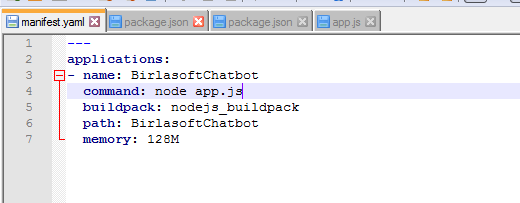 manifest.yaml package.json package.json app.js
1 ---
2 applications:
3 - name: BirlasoftChatbot
4 command: node app.js
5 buildpack: nodejs_buildpack
6 path: BirlasoftChatbot
7 memory: 128M